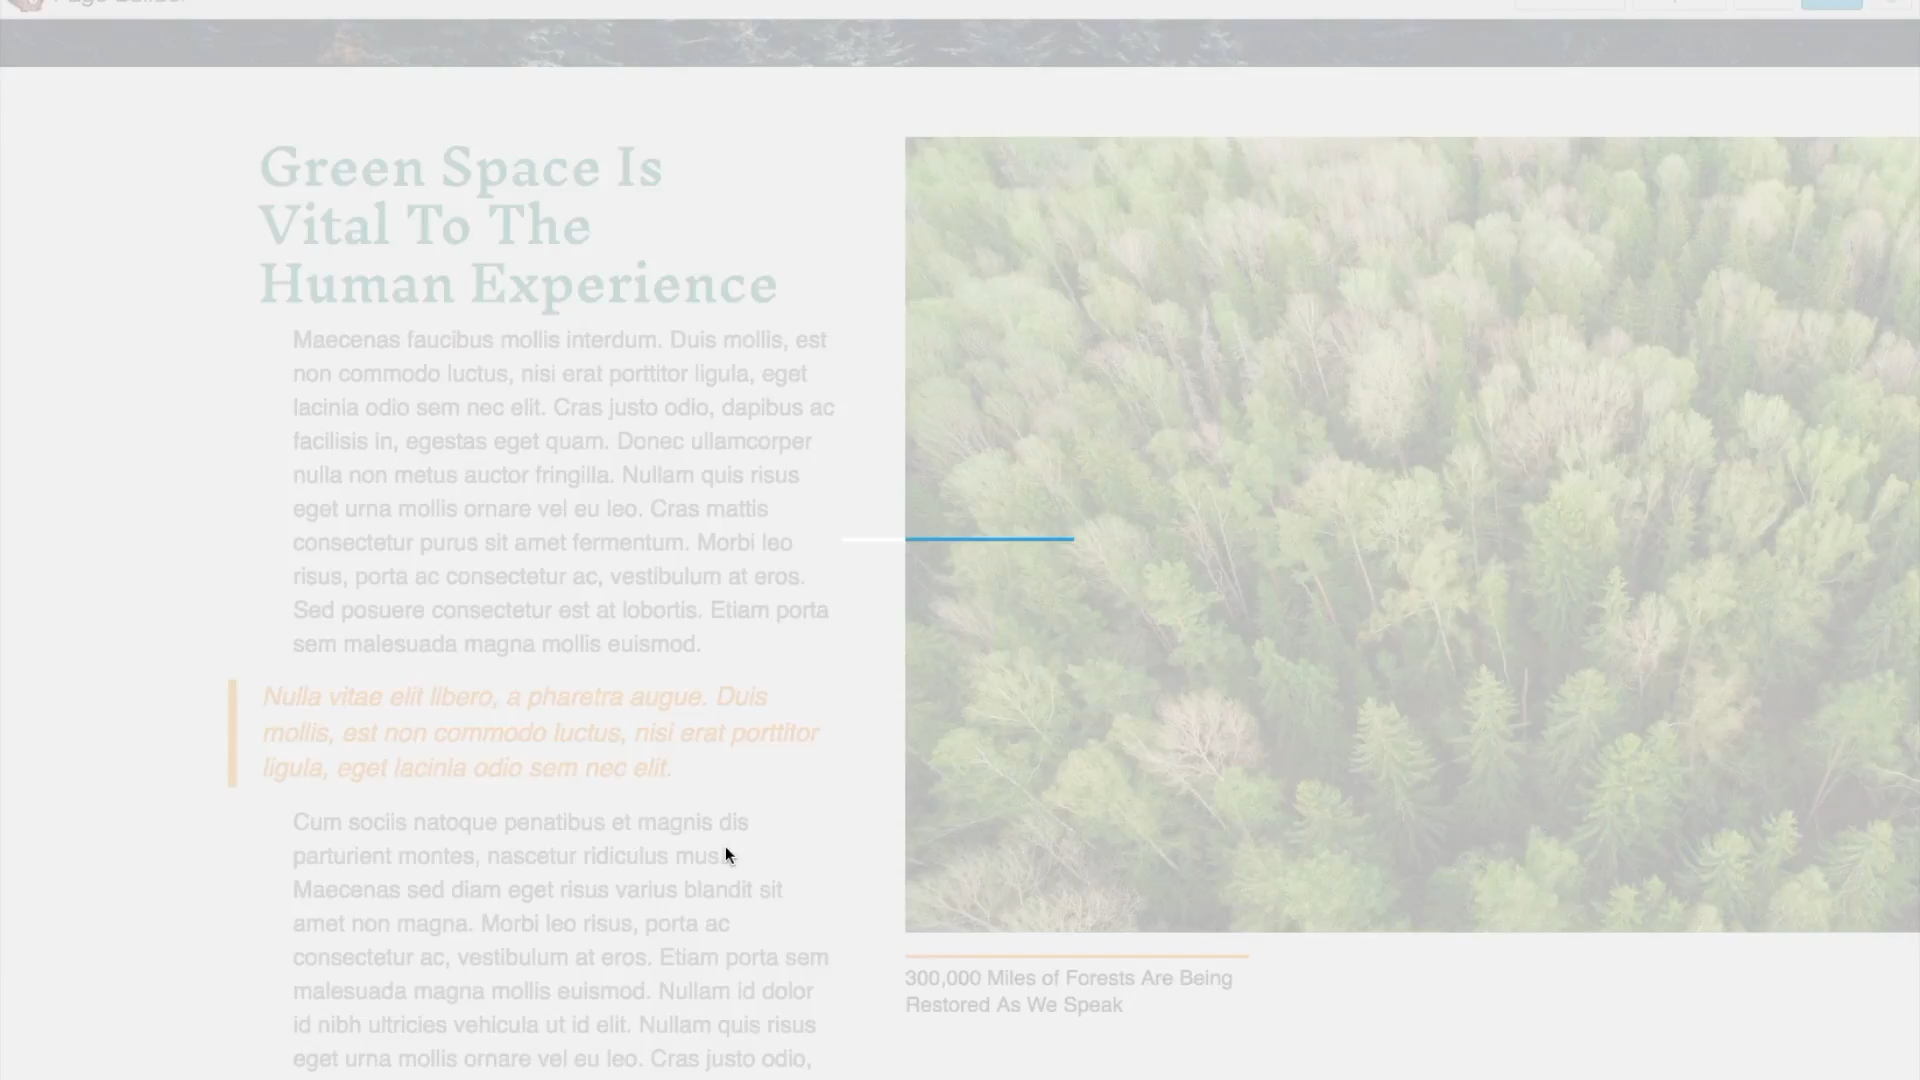 Page Builder
Green Space Is
Vital To The
Human Experience
Maecenas faucibus mollis interdum. Duis mollis, est
non commodo luctus, nisi erat porttitor ligula, eget
lacinia odio sem nec elit. Cras justo odio, dapibus ac
facilisis in, egestas eget quam. Donec ullamcorper
nulla non metus auctor fringilla. Nullam quis risus
eget urna mollis ornare vel eu leo. Cras mattis
consectetur purus sit amet fermentum. Morbi leo
risus, porta ac consectetur ac, vestibulum at eros.
Sed posuere consectetur est at lobortis. Etiam porta
sem malesuada magna mollis euismod.
Nulla vitae elit libero, a pharetra augue. Duis
mollis, est non commodo luctus, nisi erat porttitor
ligula, eget lacinia odio sem nec elit.
Cum sociis natoque penatibus et magnis dis
parturient montes, nascetur ridiculus mus.
Maecenas sed diam eget risus varius blandit sit
amet non magna. Morbi leo risus, porta ac
consectetur ac, vestibulum at eros. Etiam porta sem
malesuada magna mollis euismod. Nullam id dolor
id nibh ultricies vehicula ut id elit. Nullam quis risus
eget urna mollis ornare vel eu leo. Cras justo odio,
300,000 Miles of Forests Are Being
Restored As We Speak